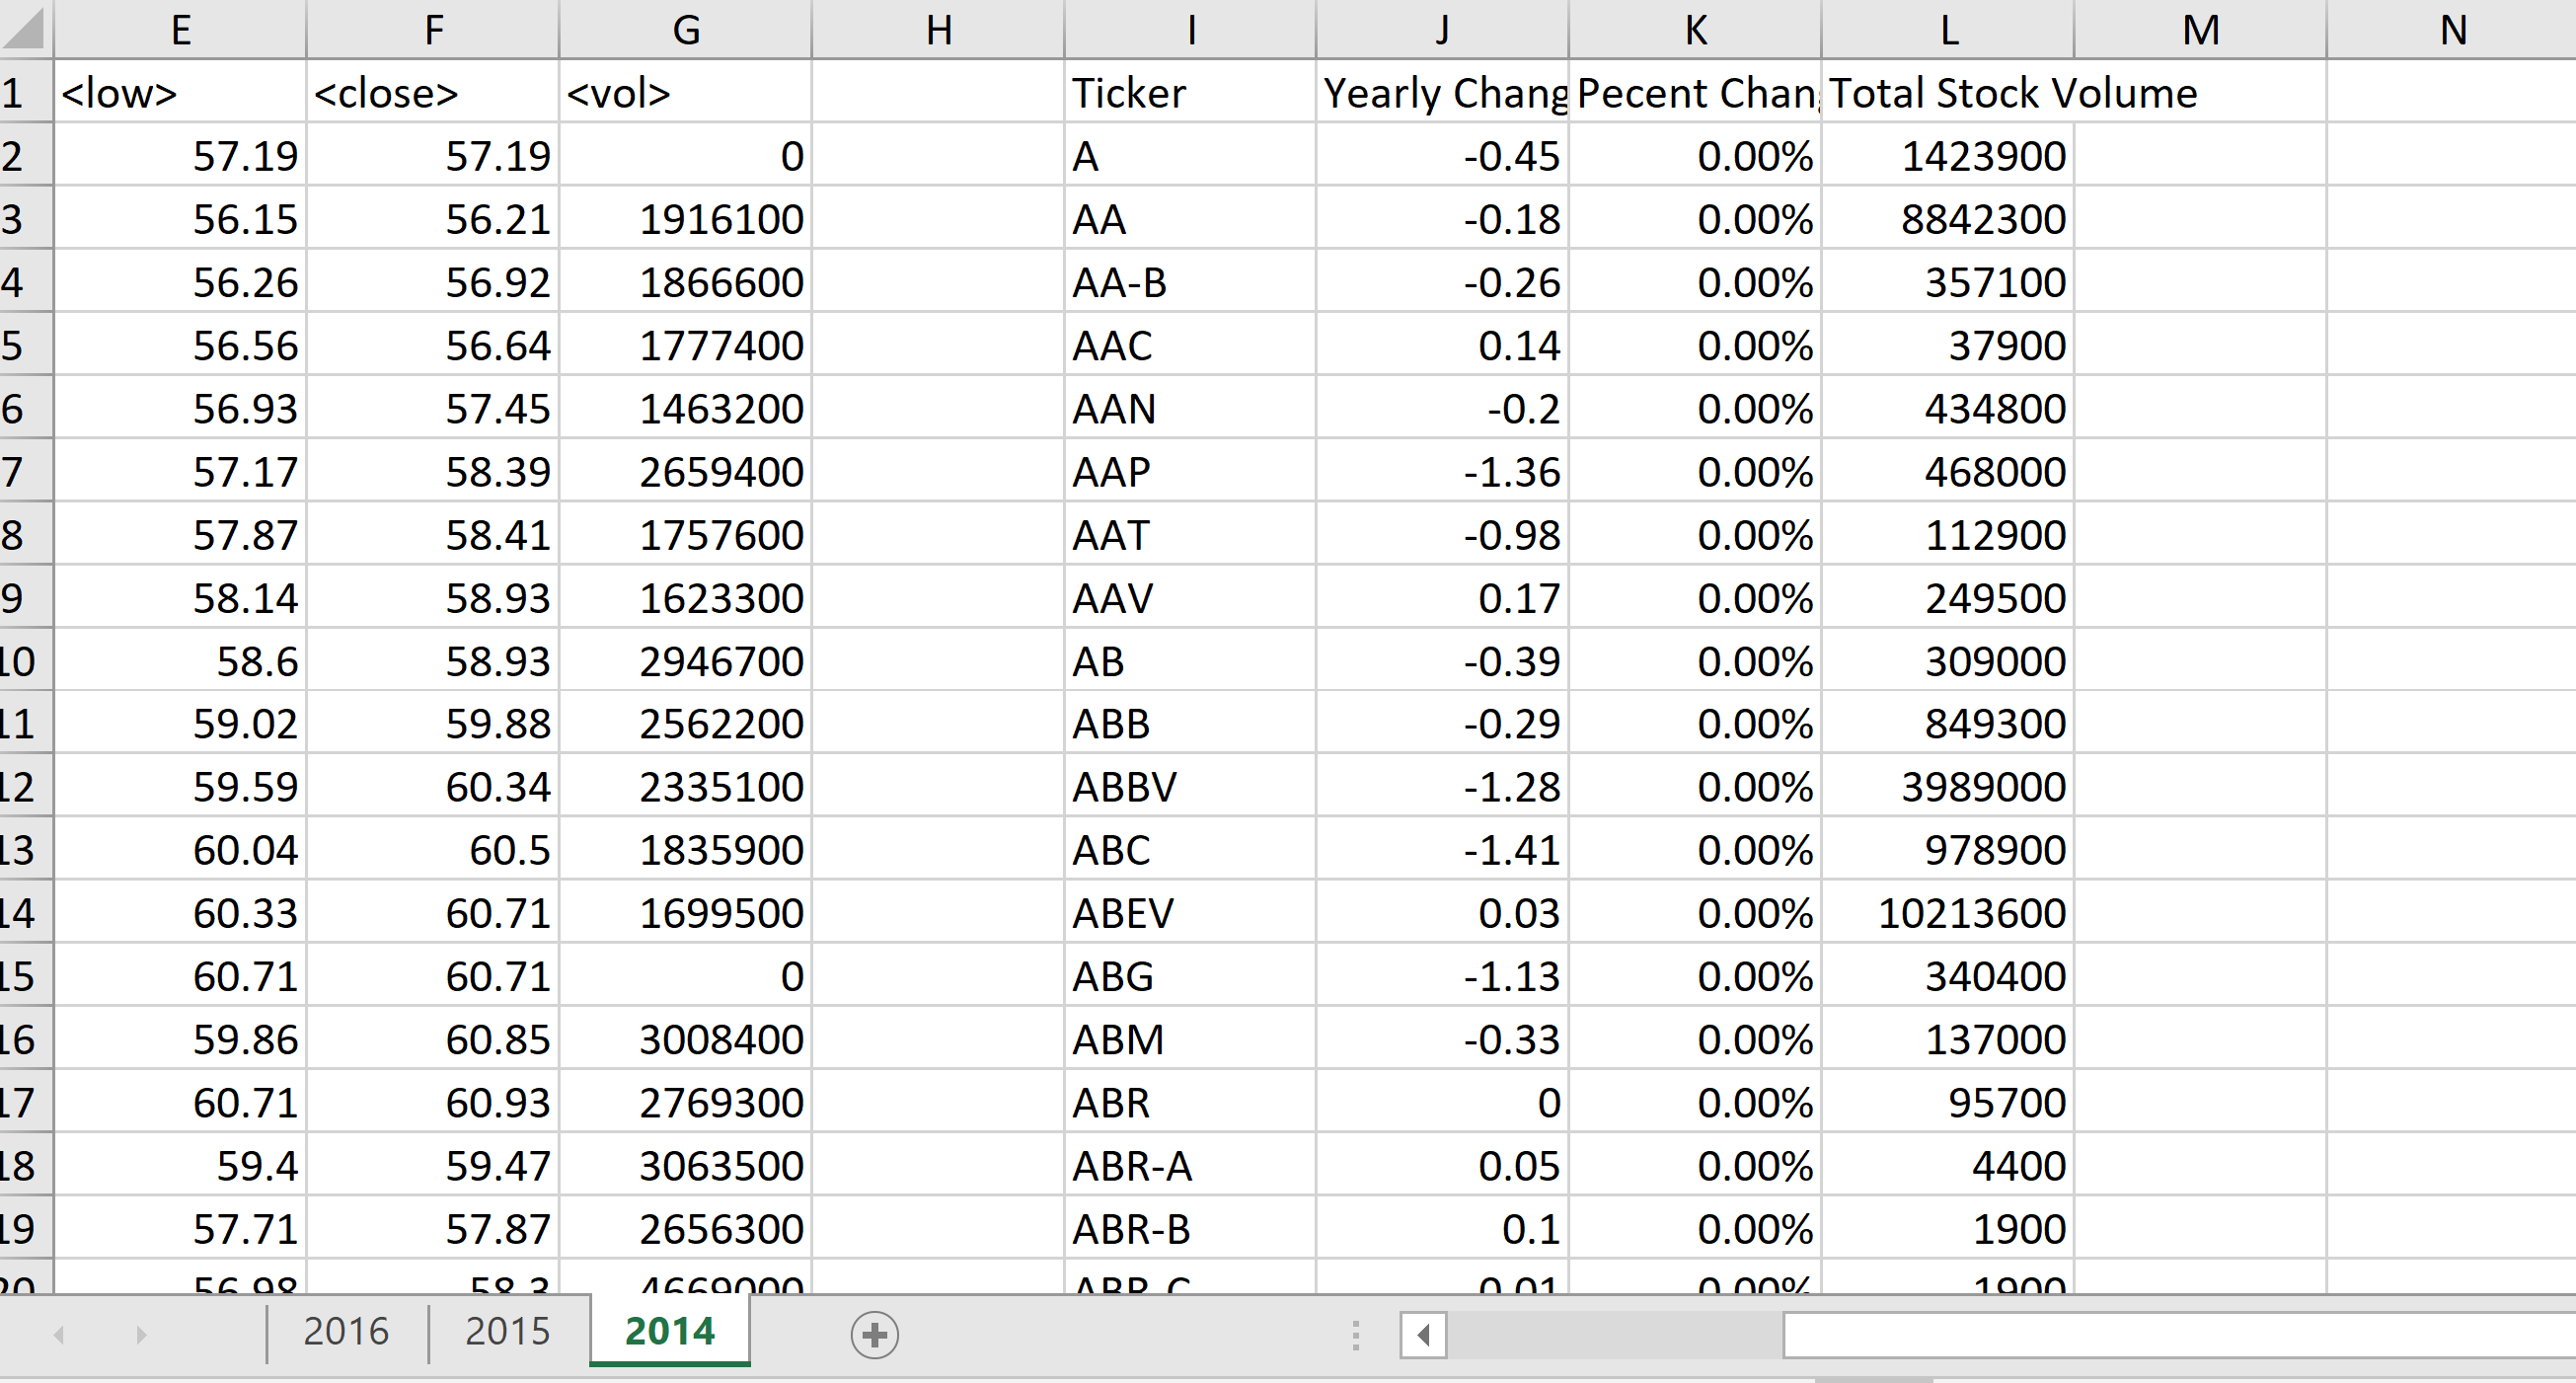 E F G H I J K L M N
1 <low> <close> <vol> Ticker Yearly Chang Pecent Chan Total Stock Volume
2 57.19 57.19 0 A -0.45 0.00% 1423900
3 56.15 56.21 1916100 AA -0.18 0.00% 8842300
4 56.26 56.92 1866600 AA-B -0.26 0.00% 357100
5 56.56 56.64 1777400 AAC 0.14 0.00% 37900
6 56.93 57.45 1463200 AAN -0.2 0.00% 434800
7 57.17 58.39 2659400 AAP -1.36 0.00% 468000
8 57.87 58.41 1757600 AAT -0.98 0.00% 112900
9 58.14 58.93 1623300 AAV 0.17 0.00% 249500
10 58.6 58.93 2946700 AB -0.39 0.00% 309000
11 59.02 59.88 2562200 ABB -0.29 0.00% 849300
12 59.59 60.34 2335100 ABBV -1.28 0.00% 3989000
13 60.04 60.5 1835900 ABC -1.41 0.00% 978900
14 60.33 60.71 1699500 ABEV 0.03 0.00% 10213600
15 60.71 60.71 0 ABG -1.13 0.00% 340400
16 59.86 60.85 3008400 ABM -0.33 0.00% 137000
17 60.71 60.93 2769300 ABR 0 0.00% 95700
18 59.4 59.47 3063500 ABR-A 0.05 0.00% 4400
19 57.71 57.87 2656300 ABR-B 0.1 0.00% 1900
20 56.98 58.3 4669000 ABR-C 0.01 0.00% 1900
2016 2015 2014